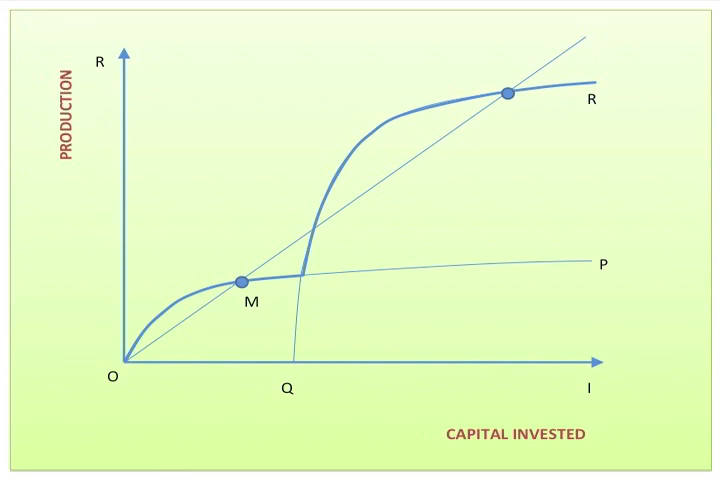 R
PRODUCTION
R
P
M
O
Q
I
CAPITAL INVESTED